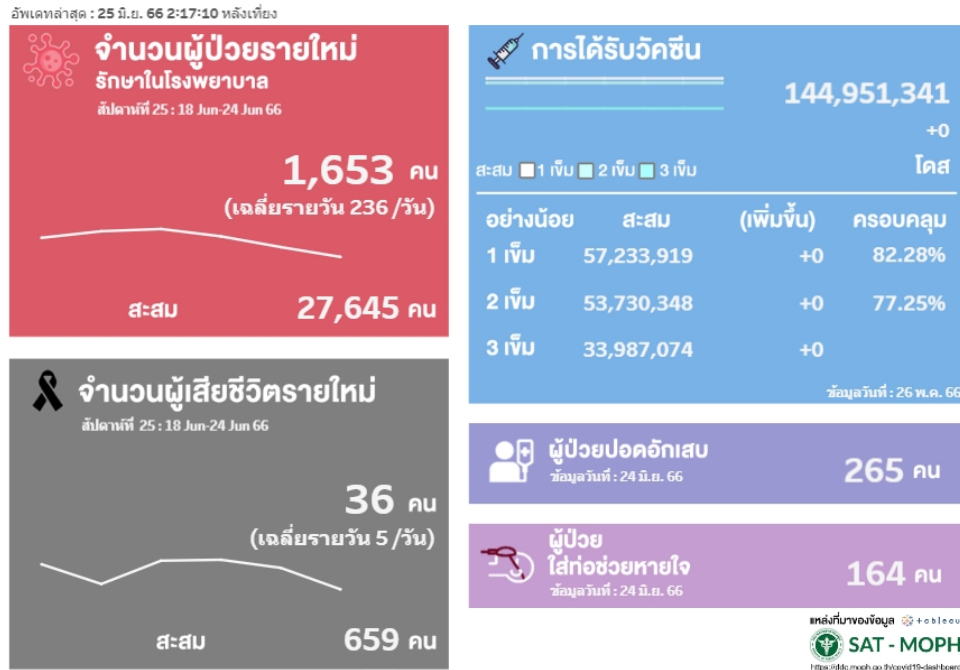 อัพเดทล่าสุด : 25 มิ.ย. 66 2:17:10 หลังเที่ยง
จำนวนผู้ป่วยรายใหม่
รักษาในโรงพยาบาล
สัปดาห์ที่ 25 : 18 Jun-24 Jun 66
1,653 คน
(เฉลี่ยรายวัน 236 /วัน)
สะสม 27,645 คน
จำนวนผู้เสียชีวิตรายใหม่
สัปดาห์ที่ 25 : 18 Jun-24 Jun 66
36 คน
(เฉลี่ยรายวัน 5 /วัน)
สะสม 659 คน
การได้รับวัคซีน
144,951,341
+0
โดส
สะสม 1 เข็ม 2 เข็ม 3 เข็ม
อย่างน้อย สะสม (เพิ่มขึ้น) ครอบคลุม
1 เข็ม 57,233,919 +0 82.28%
2 เข็ม 53,730,348 +0 77.25%
3 เข็ม 33,987,074 +0
ข้อมูลวันที่ : 26 พ.ค. 66
ผู้ป่วยปอดอักเสบ
ข้อมูลวันที่ : 24 มิ.ย. 66
265 คน
ผู้ป่วย
ใส่ท่อช่วยหายใจ
ข้อมูลวันที่ : 24 มิ.ย. 66
164 คน
แหล่งที่มาของข้อมูล +ableau
SAT - MOPH
https://ddc.moph.go.th/covid19-dashboard